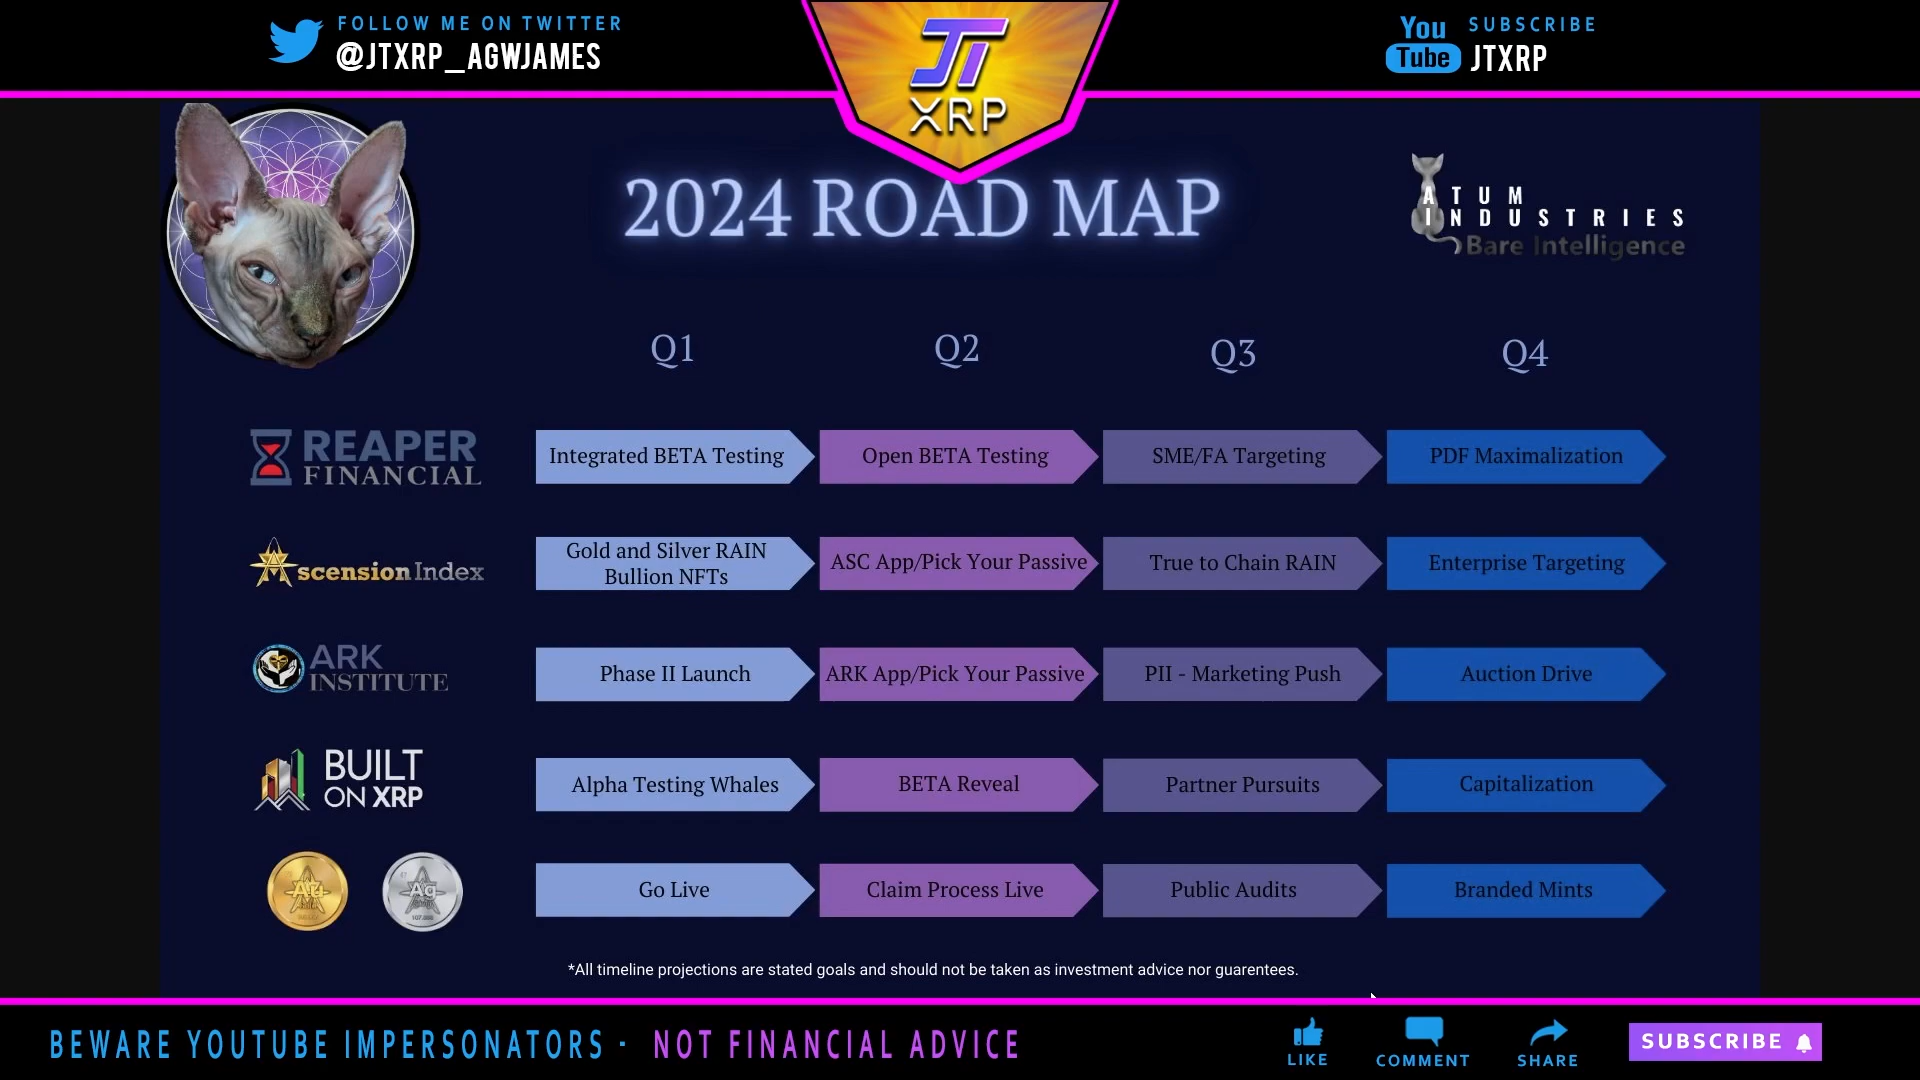 FOLLOW ME ON TWITTER
@JTXRP_AGWJAMES
JT
XRP
You
Tube
SUBSCRIBE
JTXRP
2024 ROAD MAP
ATUM
INDUSTRIES
Bare Intelligence
Q1 Q2 Q3 Q4
REAPER
FINANCIAL
Integrated BETA Testing
Open BETA Testing
SME/FA Targeting
PDF Maximalization
Ascension Index
Gold and Silver RAIN
Bullion NFTs
ASC App/Pick Your Passive
True to Chain RAIN
Enterprise Targeting
ARK
INSTITUTE
Phase II Launch
ARK App/Pick Your Passive
PII - Marketing Push
Auction Drive
BUILT
ON XRP
Alpha Testing Whales
BETA Reveal
Partner Pursuits
Capitalization
Au
Ag
Go Live
Claim Process Live
Public Audits
Branded Mints
*All timeline projections are stated goals and should not be taken as investment advice nor guarentees.
BEWARE YOUTUBE IMPERSONATORS - NOT FINANCIAL ADVICE
LIKE
COMMENT
SHARE
SUBSCRIBE